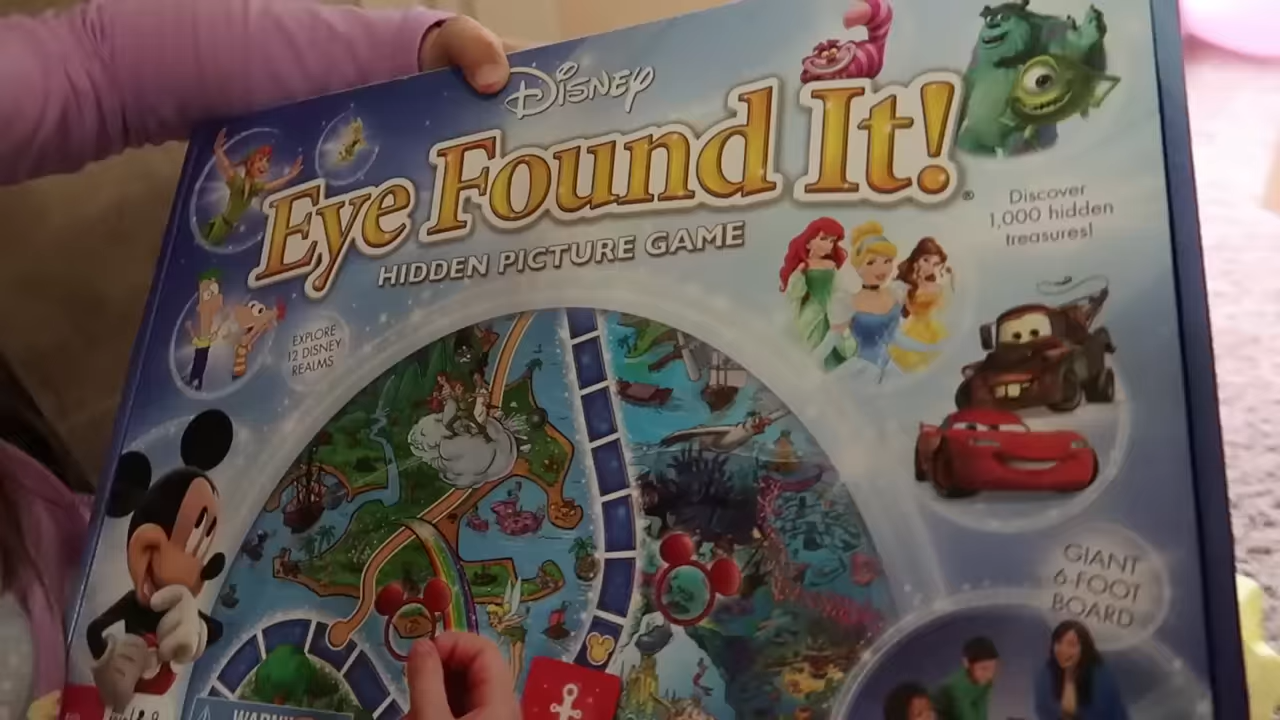 Disney
Eye Found It!
®
HIDDEN PICTURE GAME
Discover
1,000 hidden
treasures!
EXPLORE
12 DISNEY
REALMS
GIANT
6-FOOT
BOARD